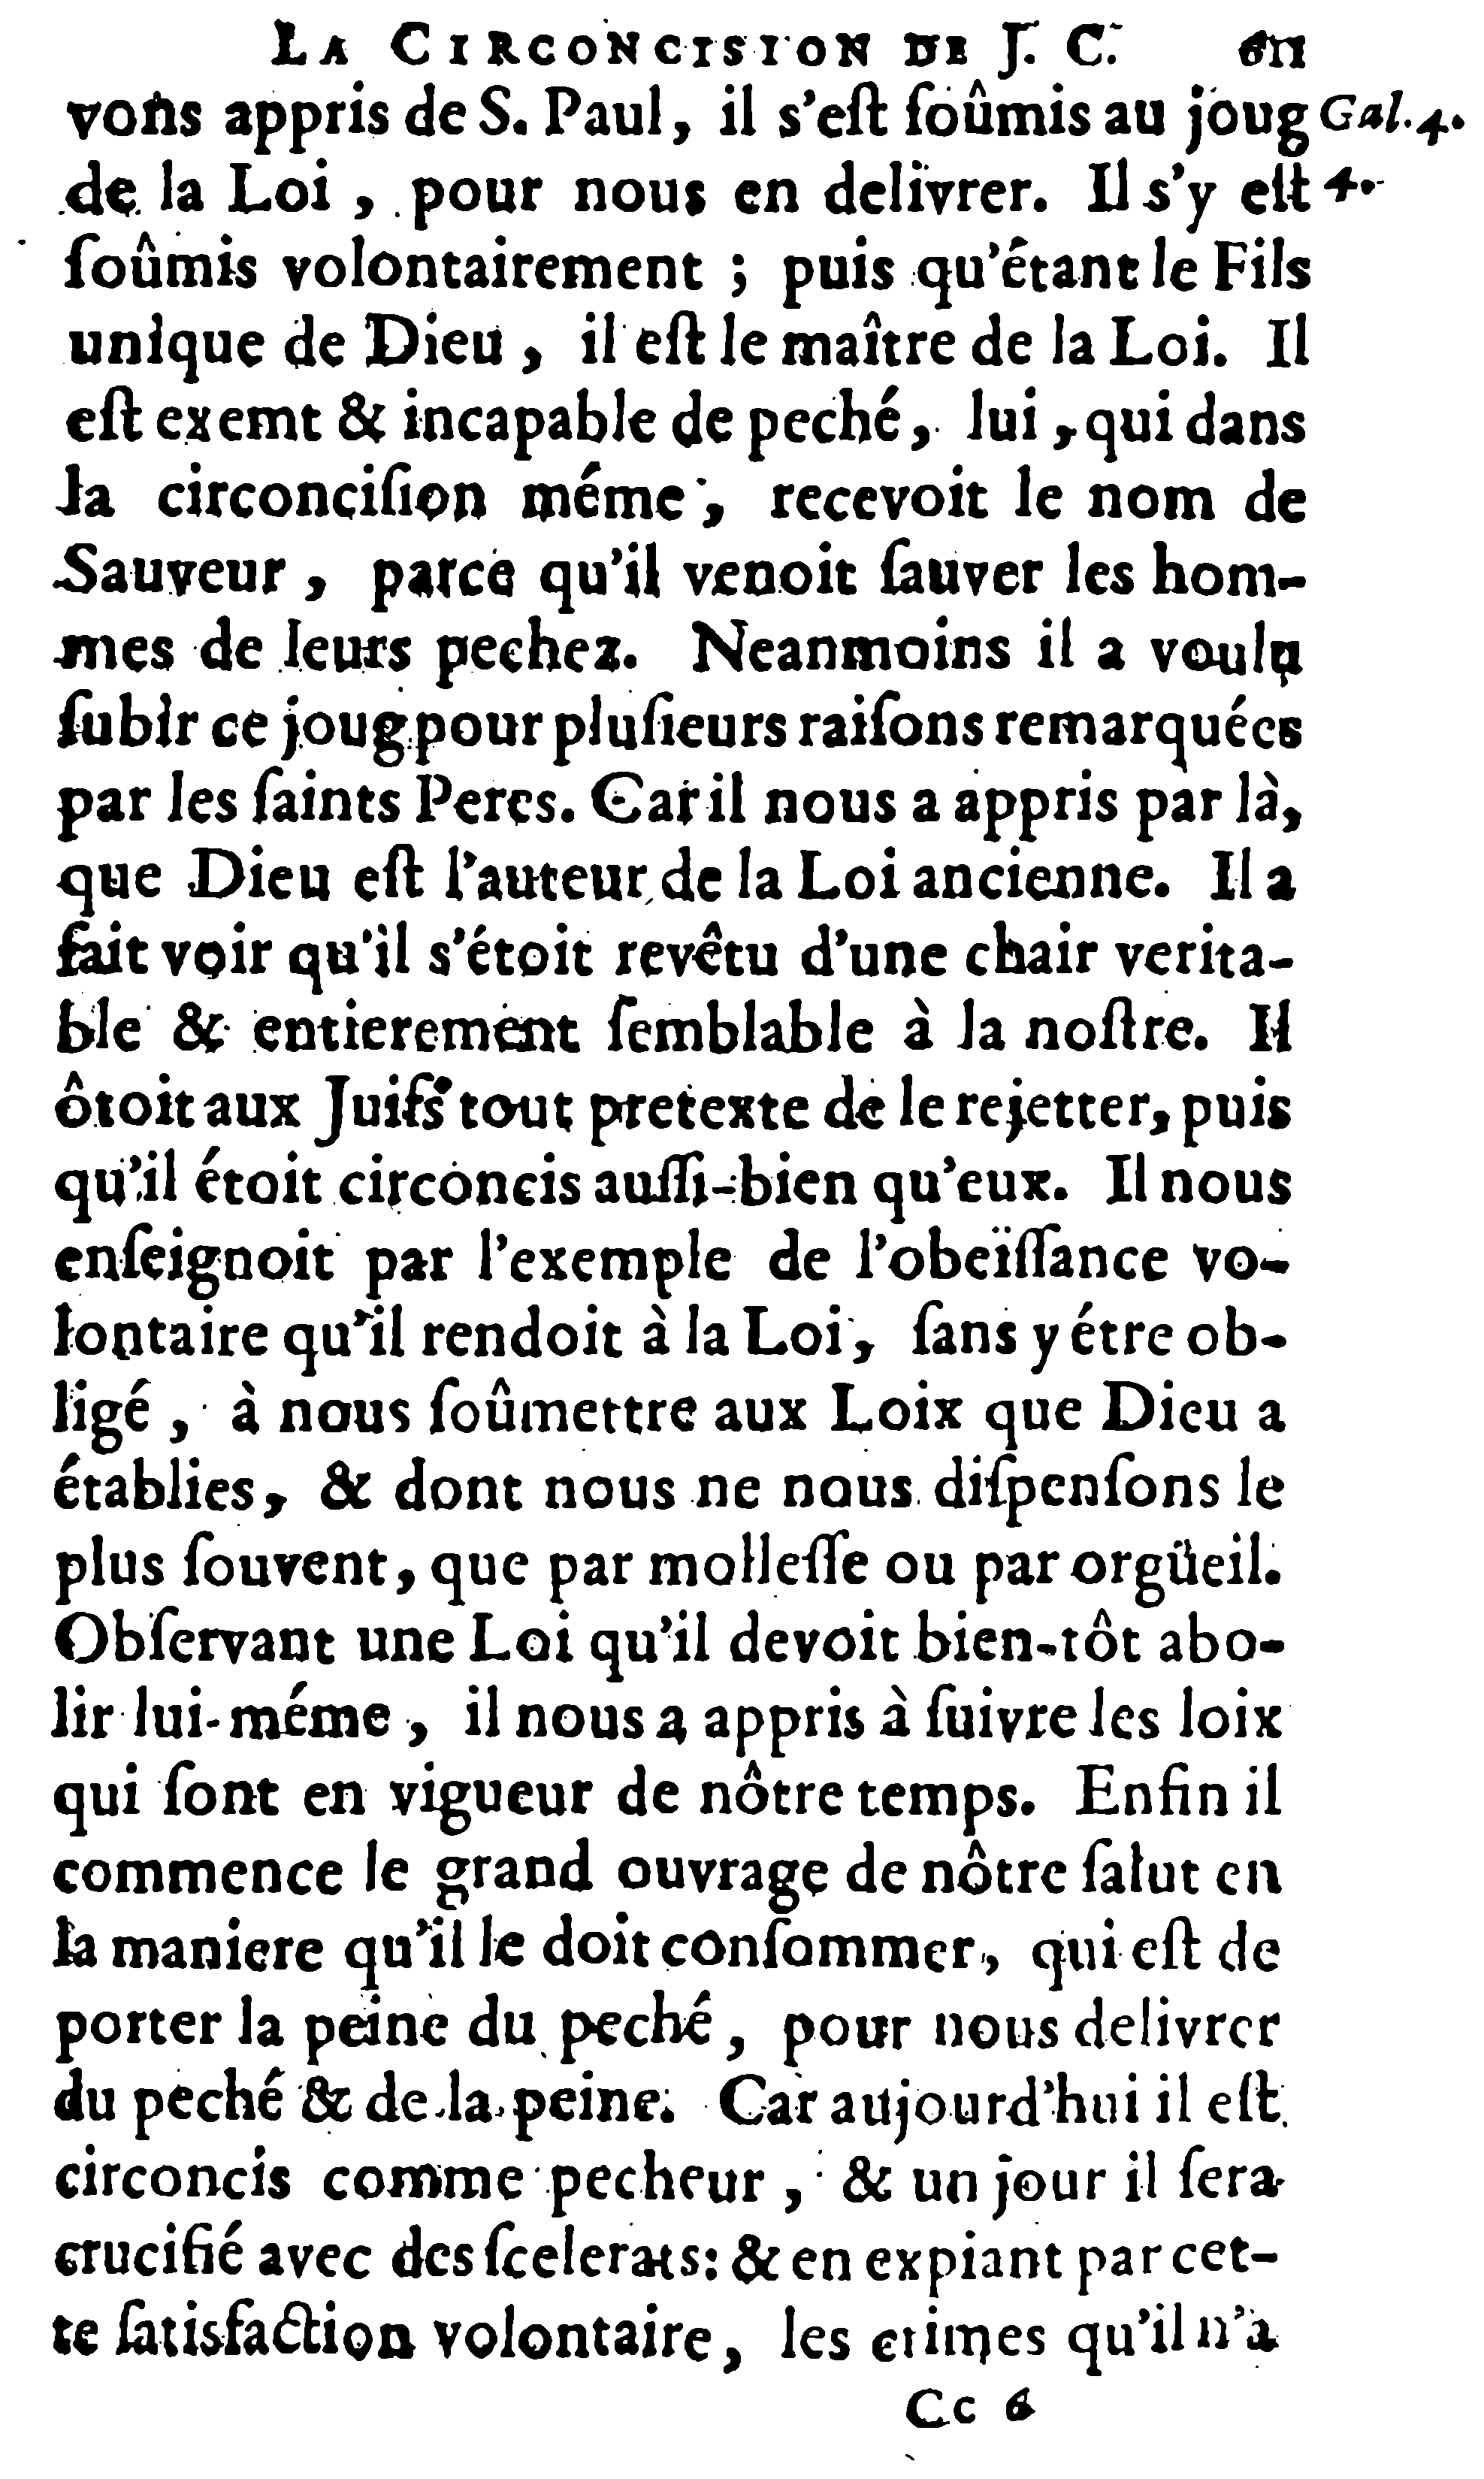 LA CIRCONCISION DE J. C. 611
vons appris de S. Paul, il s'eſt ſoûmis au joug Gal. 4.
de la Loi, pour nous en delivrer. Il s'y eſt 4.
ſoûmis volontairement ; puis qu'étant le Fils
unique de Dieu, il eſt le maître de la Loi. Il
eſt exemt & incapable de peché, lui, qui dans
la circonciſion méme, recevoit le nom de
Sauveur, parce qu'il venoit ſauver les hom-
mes de leurs pechez. Neanmoins il a voulu
ſubir ce joug pour pluſieurs raiſons remarquées
par les ſaints Peres. Car il nous a appris par là,
que Dieu eſt l'auteur de la Loi ancienne. Il a
fait voir qu'il s'étoit revêtu d'une chair verita-
ble & entierement ſemblable à la noſtre. Il
ôtoit aux Juifs tout pretexte de le rejetter, puis
qu'il étoit circoncis auſſi-bien qu'eux. Il nous
enſeignoit par l'exemple de l'obeïſſance vo-
lontaire qu'il rendoit à la Loi, ſans y étre ob-
ligé, à nous ſoûmettre aux Loix que Dieu a
établies, & dont nous ne nous diſpenſons le
plus ſouvent, que par molleſſe ou par orgüeil.
Obſervant une Loi qu'il devoit bien-tôt abo-
lir lui-méme, il nous a appris à ſuivre les loix
qui ſont en vigueur de nôtre temps. Enfin il
commence le grand ouvrage de nôtre ſalut en
la maniere qu'il le doit conſommer, qui eſt de
porter la peine du peché, pour nous delivrer
du peché & de la peine. Car aujourd'hui il eſt
circoncis comme pecheur, & un jour il ſera
crucifié avec des ſcelerats: & en expiant par cet-
te ſatisfaction volontaire, les crimes qu'il n'a
Cc 6